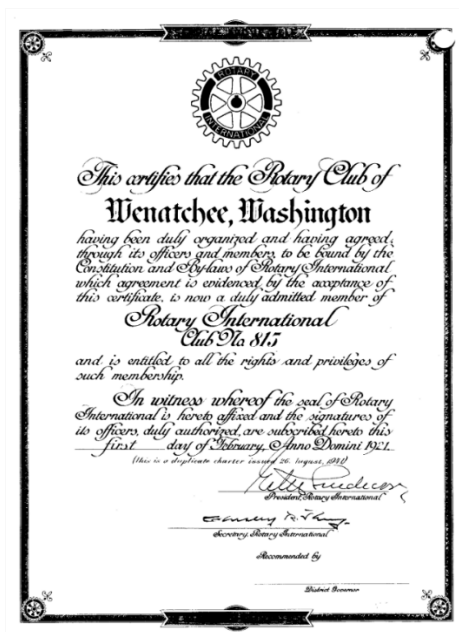 ROTARY
INTERNATIONAL
This certifies that the Rotary Club of
Wenatchee, Washington
having been duly organized and having agreed,
through its officers and members, to be bound by the
Constitution and By-laws of Rotary International
which agreement is evidenced by the acceptance of
this certificate, is now a duly admitted member of
Rotary International
Club No 815
and is entitled to all the rights and privileges of
such membership.
In witness whereof the seal of Rotary
International is hereto affixed and the signatures of
its officers, duly authorized, are subscribed hereto this
first day of February, Anno Domini 1921.
(this is a duplicate charter issued 26. August, 1940)
President, Rotary International
Secretary, Rotary International
Recommended by
District Governor